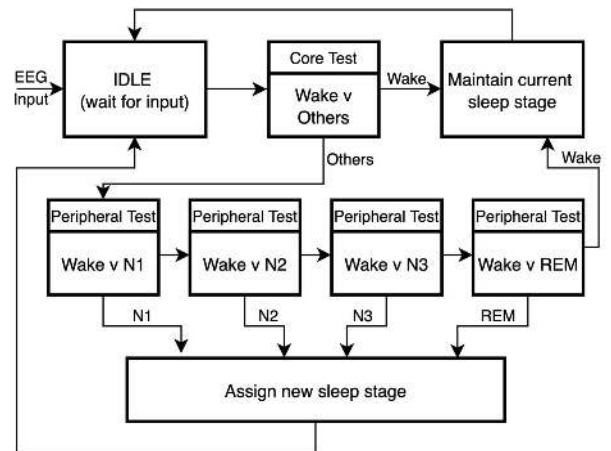 EEG
Input
IDLE
(wait for input)
Core Test
Wake v
Others
Wake
Maintain current
sleep stage
Others
Wake
Peripheral Test
Wake v N1
Peripheral Test
Wake v N2
Peripheral Test
Wake v N3
Peripheral Test
Wake v REM
N1
N2
N3
REM
Assign new sleep stage